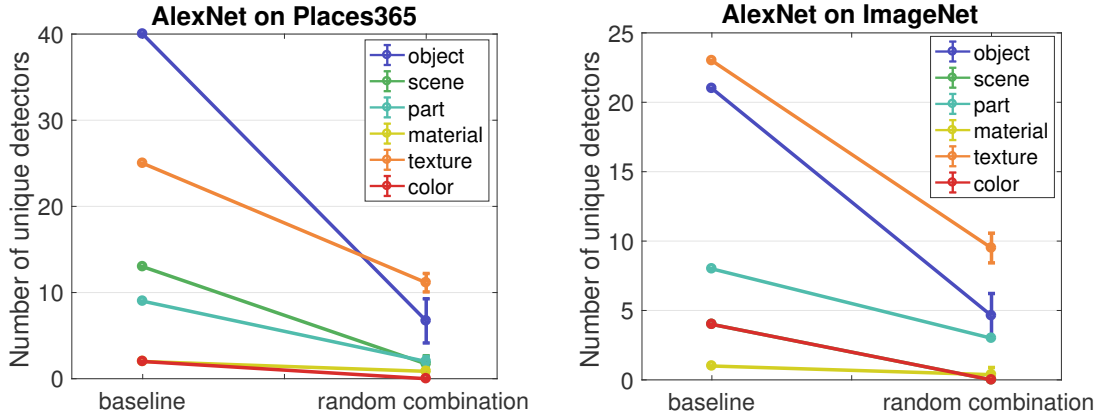 AlexNet on Places365
Number of unique detectors
40
30
20
10
0
object
scene
part
material
texture
color
baseline
random combination
AlexNet on ImageNet
Number of unique detectors
25
20
15
10
5
0
object
scene
part
material
texture
color
baseline
random combination